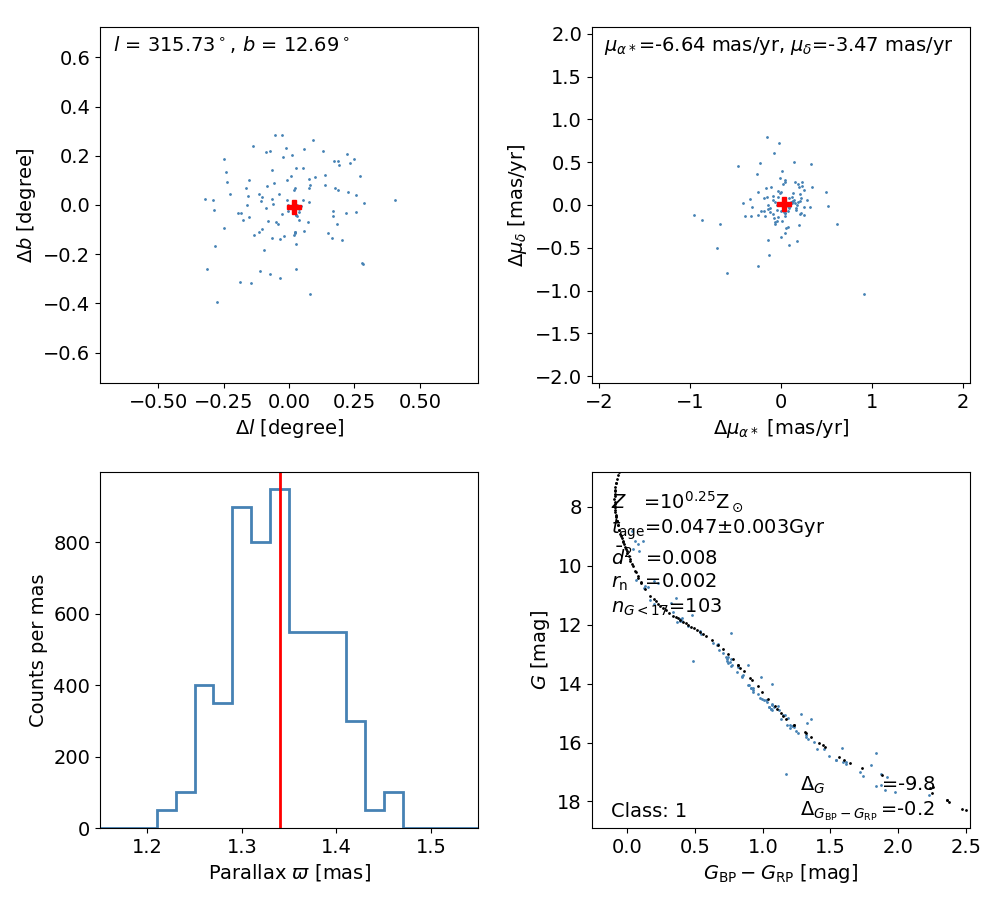 l = 315.73°, b = 12.69°
0.6
0.4
0.2
0.0
−0.2
−0.4
−0.6
Δb [degree]
−0.50 −0.25 0.00 0.25 0.50
Δl [degree]
μα*=-6.64 mas/yr, μδ=-3.47 mas/yr
2.0
1.5
1.0
0.5
0.0
−0.5
−1.0
−1.5
−2.0
Δμδ [mas/yr]
−2 −1 0 1 2
Δμα* [mas/yr]
800
600
400
200
0
Counts per mas
1.2 1.3 1.4 1.5
Parallax ϖ [mas]
Z =10^0.25 Z⊙
tage=0.047±0.003Gyr
d̄² =0.008
rn =0.002
nG<17=103
8
10
12
14
16
18
G [mag]
ΔG =-9.8
ΔGBP−GRP =-0.2
Class: 1
0.0 0.5 1.0 1.5 2.0 2.5
GBP − GRP [mag]